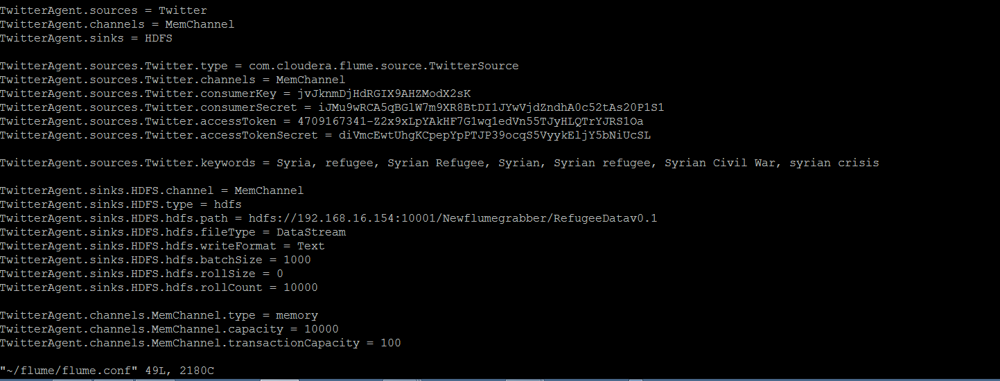 TwitterAgent.sources = Twitter
TwitterAgent.channels = MemChannel
TwitterAgent.sinks = HDFS
TwitterAgent.sources.Twitter.type = com.cloudera.flume.source.TwitterSource
TwitterAgent.sources.Twitter.channels = MemChannel
TwitterAgent.sources.Twitter.consumerKey = jvJknmDjHdRGIX9AHZModX2sK
TwitterAgent.sources.Twitter.consumerSecret = iJMu9wRCA5qBGlW7m9XR8BtDI1JYwVjdZndhA0c52tAs20P1S1
TwitterAgent.sources.Twitter.accessToken = 4709167341-Z2x9xLpYAkHF7G1wq1edVn55TJyHLQTrYJRS1Oa
TwitterAgent.sources.Twitter.accessTokenSecret = diVmcEwtUhgKCpepYpPTJP39ocqS5VyykEljY5bNiUcSL
TwitterAgent.sources.Twitter.keywords = Syria, refugee, Syrian Refugee, Syrian, Syrian refugee, Syrian Civil War, syrian crisis
TwitterAgent.sinks.HDFS.channel = MemChannel
TwitterAgent.sinks.HDFS.type = hdfs
TwitterAgent.sinks.HDFS.hdfs.path = hdfs://192.168.16.154:10001/Newflumegrabber/RefugeeDatav0.1
TwitterAgent.sinks.HDFS.hdfs.fileType = DataStream
TwitterAgent.sinks.HDFS.hdfs.writeFormat = Text
TwitterAgent.sinks.HDFS.hdfs.batchSize = 1000
TwitterAgent.sinks.HDFS.hdfs.rollSize = 0
TwitterAgent.sinks.HDFS.hdfs.rollCount = 10000
TwitterAgent.channels.MemChannel.type = memory
TwitterAgent.channels.MemChannel.capacity = 10000
TwitterAgent.channels.MemChannel.transactionCapacity = 100
"~/flume/flume.conf" 49L, 2180C